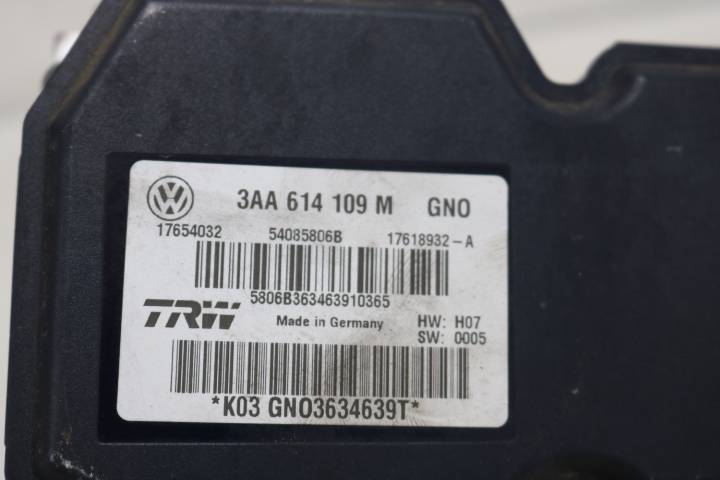 3AA 614 109 M GNO
17654032 54085806B 17618932-A
5806B363463910365
TRW Made in Germany HW: H07
SW: 0005
*K03 GNO3634639T*